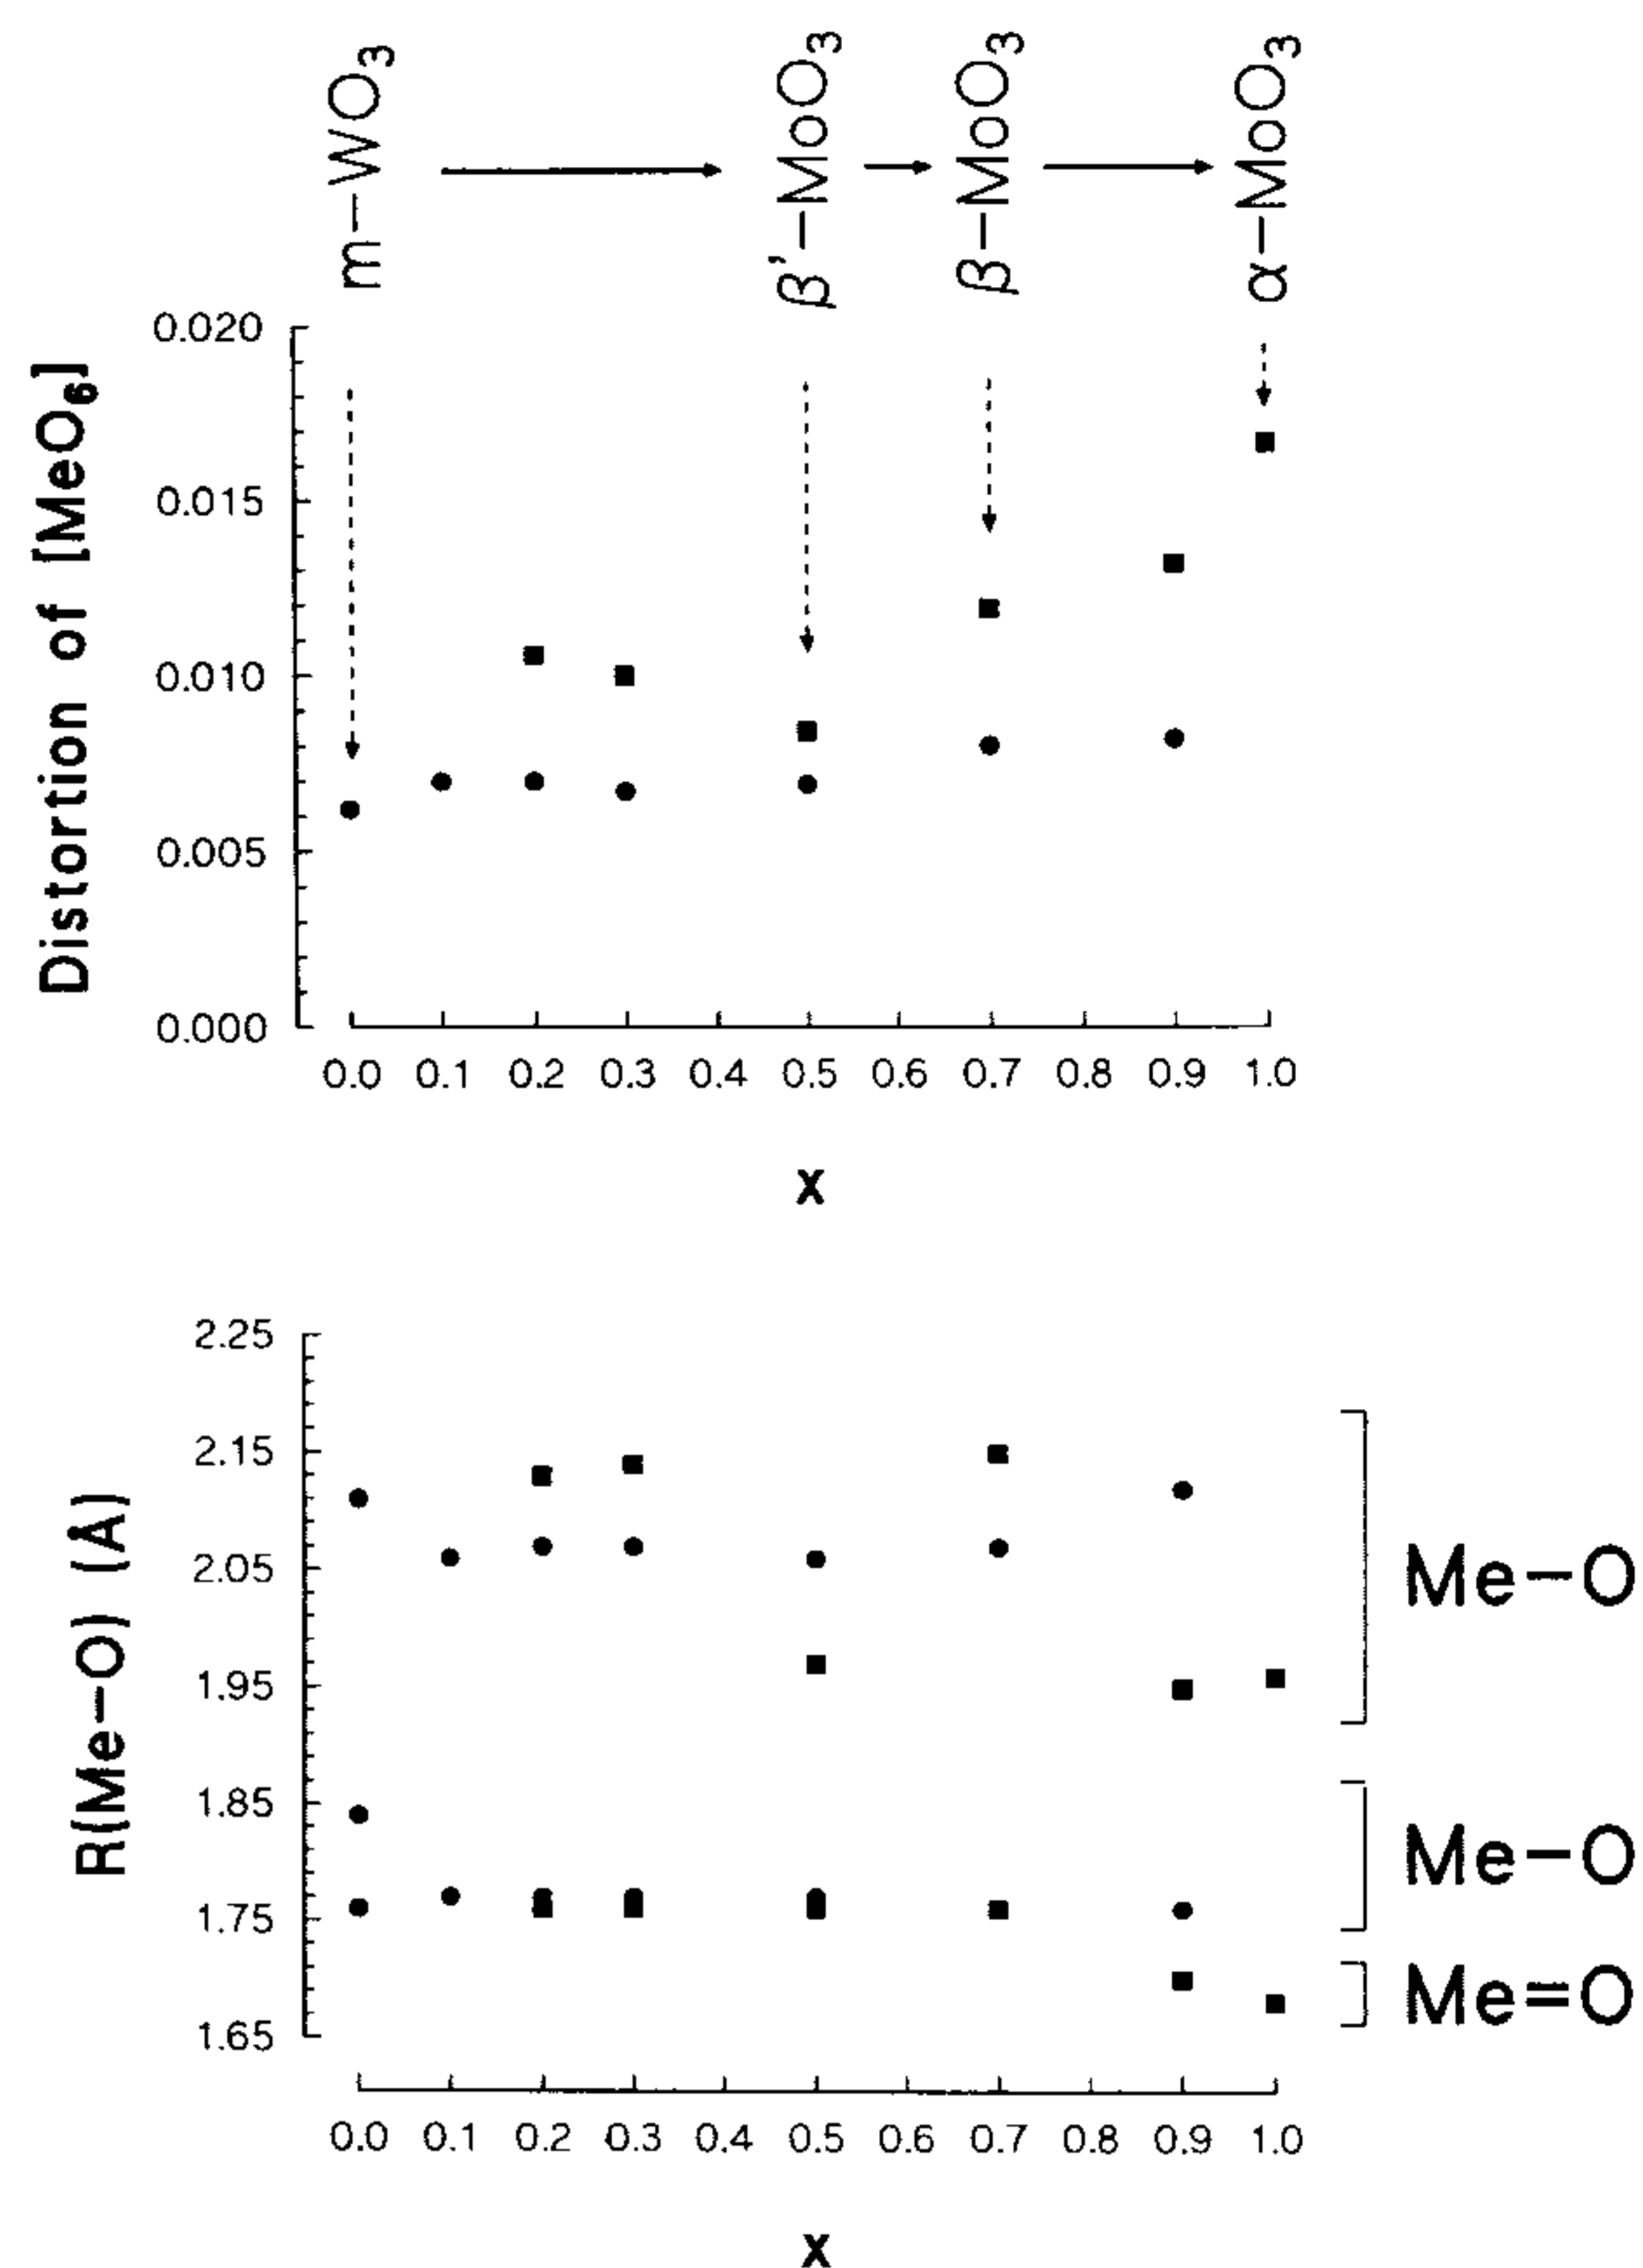 m−WO₃
β'−MoO₃
β−MoO₃
α−MoO₃
Distortion of [MeO₆]
0.020
0.015
0.010
0.005
0.000
0.0 0.1 0.2 0.3 0.4 0.5 0.6 0.7 0.8 0.9 1.0
x
R(Me−O) (Å)
2.25
2.15
2.05
1.95
1.85
1.75
1.65
Me−O
Me−O
Me=O
0.0 0.1 0.2 0.3 0.4 0.5 0.6 0.7 0.8 0.9 1.0
x